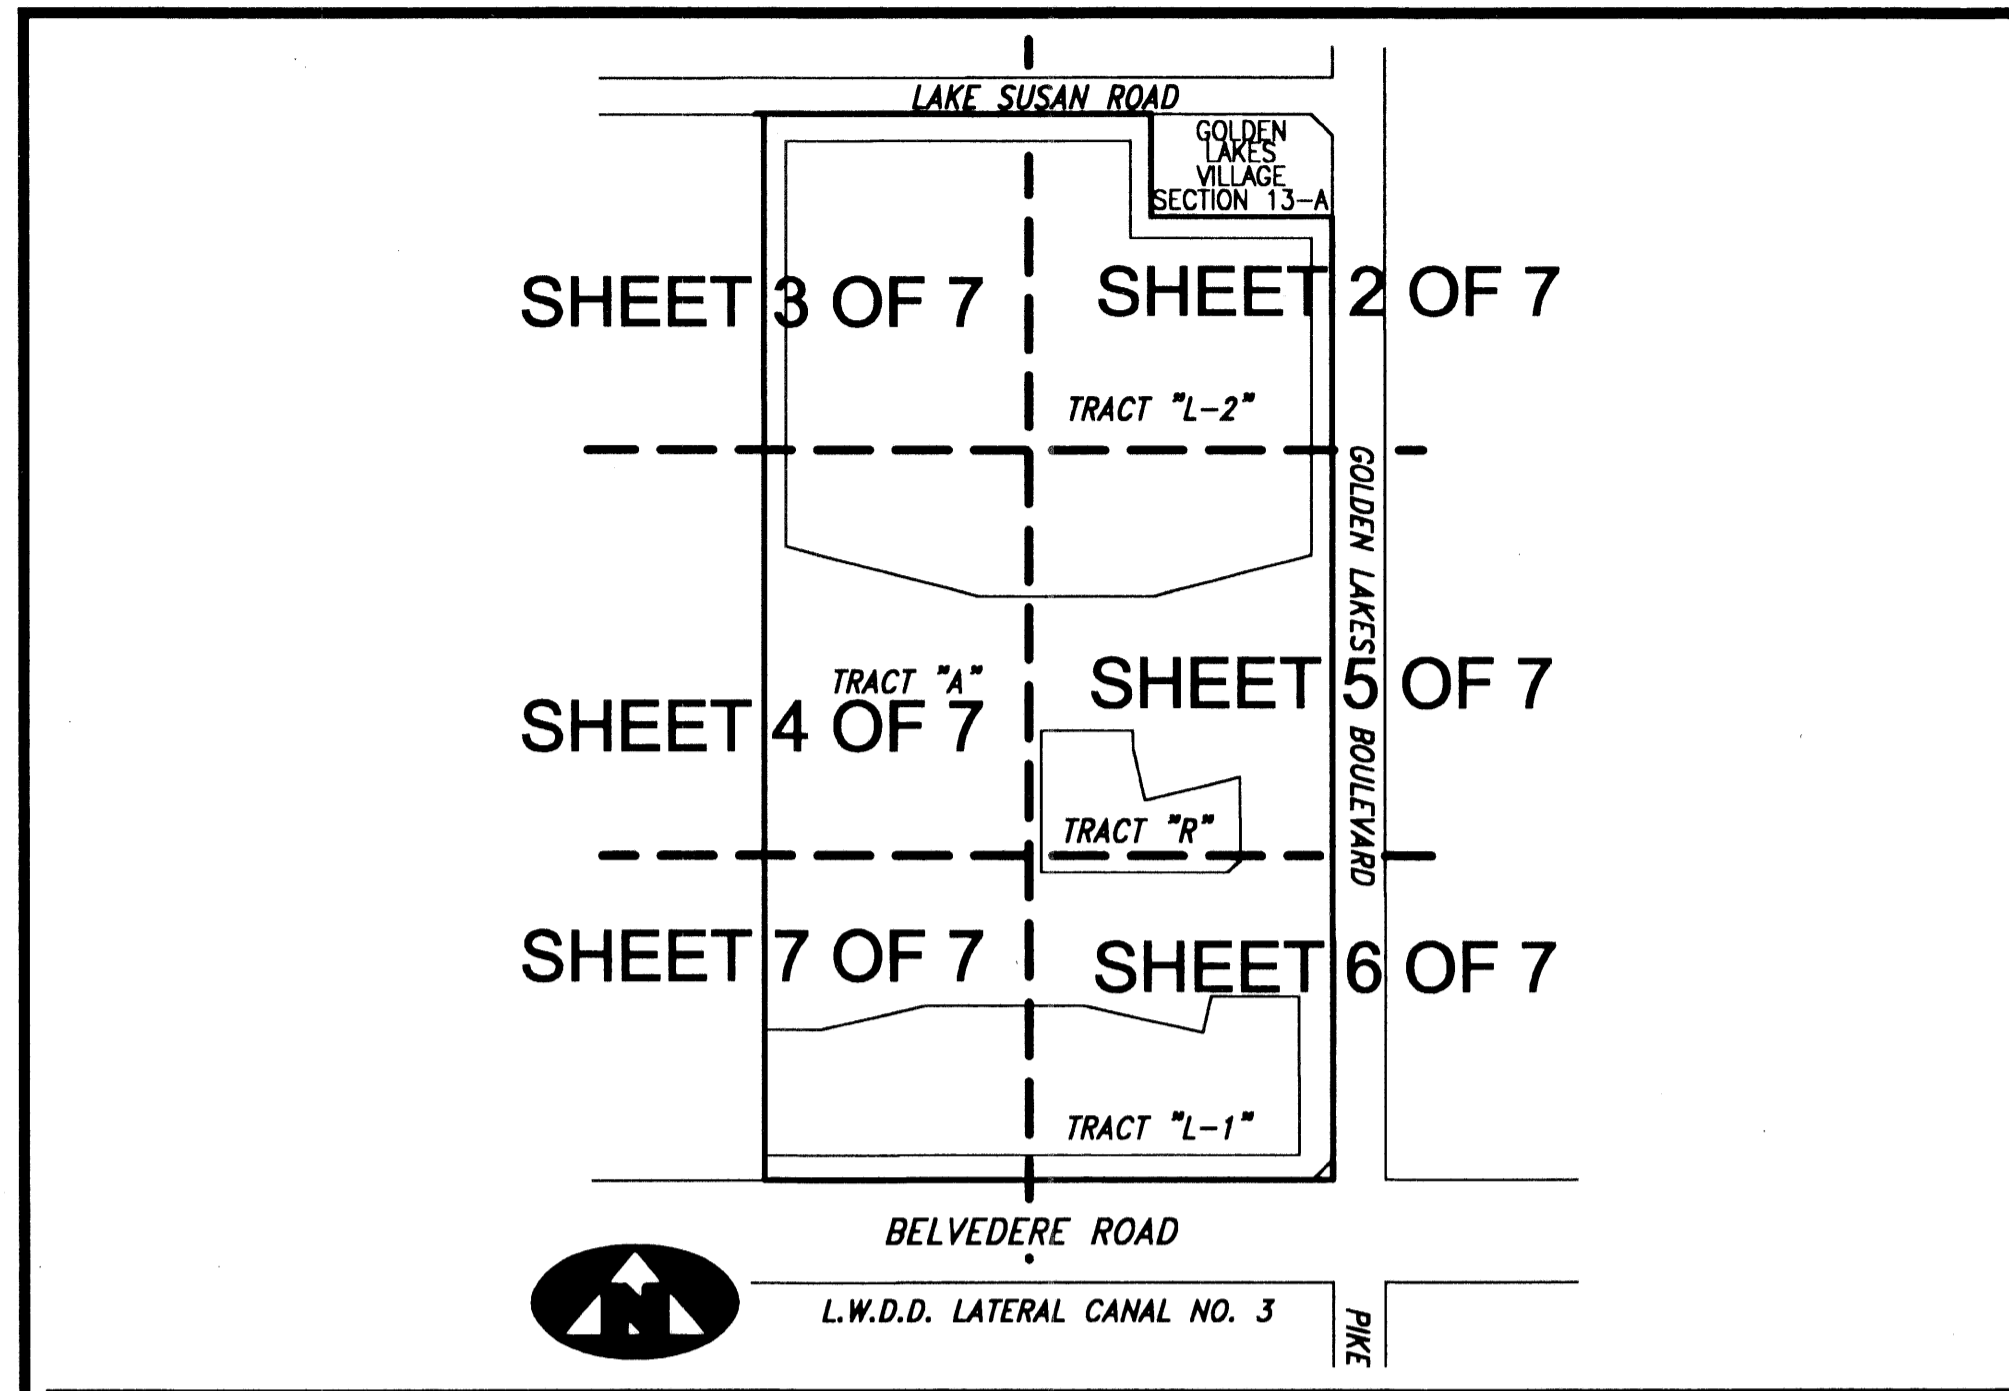 LAKE SUSAN ROAD
GOLDEN
LAKES
VILLAGE
SECTION 13-A
SHEET 3 OF 7
SHEET 2 OF 7
TRACT "L-2"
GOLDEN LAKES BOULEVARD
TRACT "A"
SHEET 4 OF 7
SHEET 5 OF 7
TRACT "R"
SHEET 7 OF 7
SHEET 6 OF 7
TRACT "L-1"
BELVEDERE ROAD
N
L.W.D.D. LATERAL CANAL NO. 3
PIKE